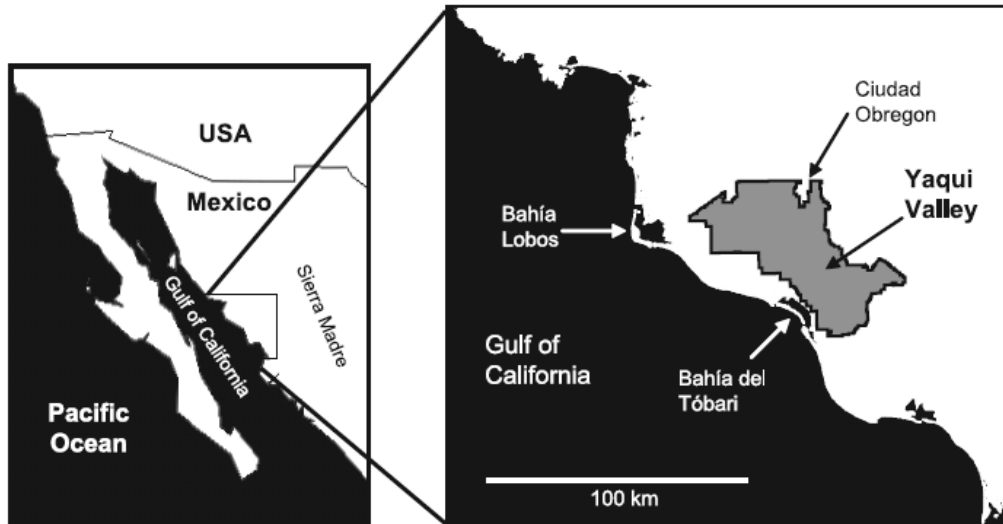 USA
Mexico
Sierra Madre
Gulf of California
Pacific
Ocean
Ciudad
Obregon
Yaqui
Valley
Bahía
Lobos
Gulf of
California
Bahía del
Tóbari
100 km